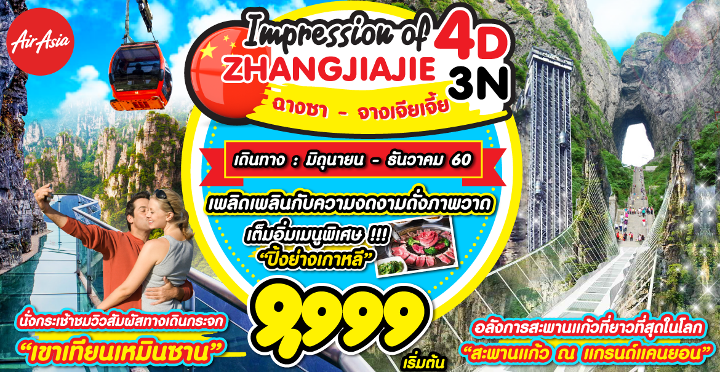 AirAsia
Impression of
ZHANGJIAJIE
4D
3N
ฉางซา - จางเจียเจี้ย
เดินทาง : มิถุนายน - ธันวาคม 60
เพลิดเพลินกับความงดงามดั่งภาพวาด
เต็มอิ่มเมนูพิเศษ !!!
“ปิ้งย่างเกาหลี”
9,999
เริ่มต้น
นั่งกระเช้าชมวิวสัมผัสทางเดินกระจก
“เขาเทียนเหมินซาน”
อลังการสะพานแก้วที่ยาวที่สุดในโลก
“สะพานแก้ว ณ แกรนด์แคนยอน”